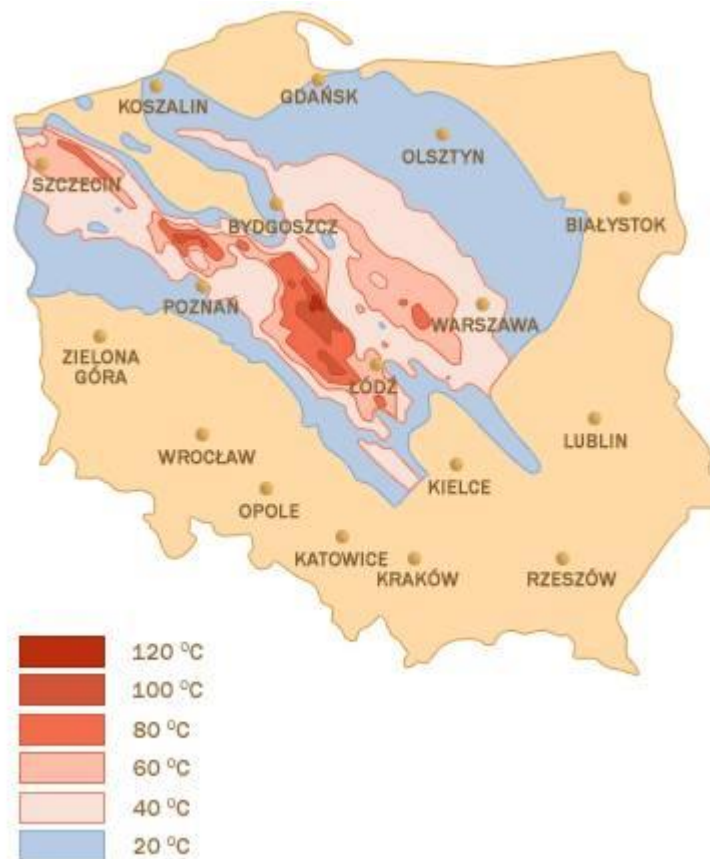 KOSZALIN
GDAŃSK
OLSZTYN
SZCZECIN
BIAŁYSTOK
BYDGOSZCZ
POZNAŃ
WARSZAWA
ZIELONA
GÓRA
ŁÓDŹ
LUBLIN
WROCŁAW
KIELCE
OPOLE
KATOWICE
KRAKÓW
RZESZÓW
120 °C
100 °C
80 °C
60 °C
40 °C
20 °C